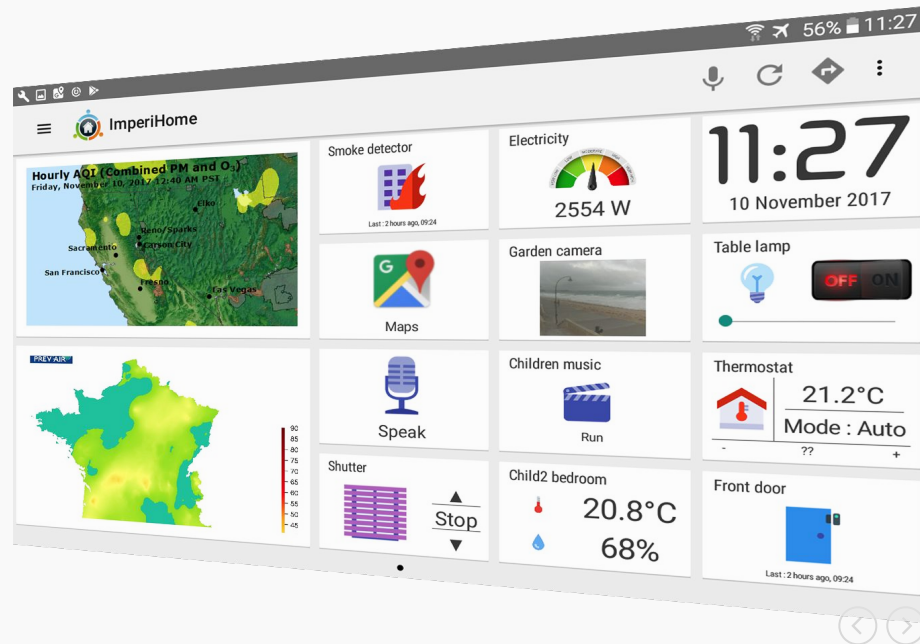 56% 11:27
ImperiHome
Hourly AQI (Combined PM and O₃)
Friday, November 10, 2017 12:40 AM PST
Elko
Reno/Sparks
Carson City
Sacramento
San Francisco
Fresno
Las Vegas
Smoke detector
Last : 2 hours ago, 09:24
Electricity
2554 W
11:27
10 November 2017
G
Maps
Garden camera
Table lamp
OFF ON
PREV'AIR
90
85
80
75
70
65
60
55
50
45
Speak
Children music
Run
Thermostat
21.2°C
Mode : Auto
- ?? +
Shutter
Stop
Child2 bedroom
20.8°C
68%
Front door
Last : 2 hours ago, 09:24